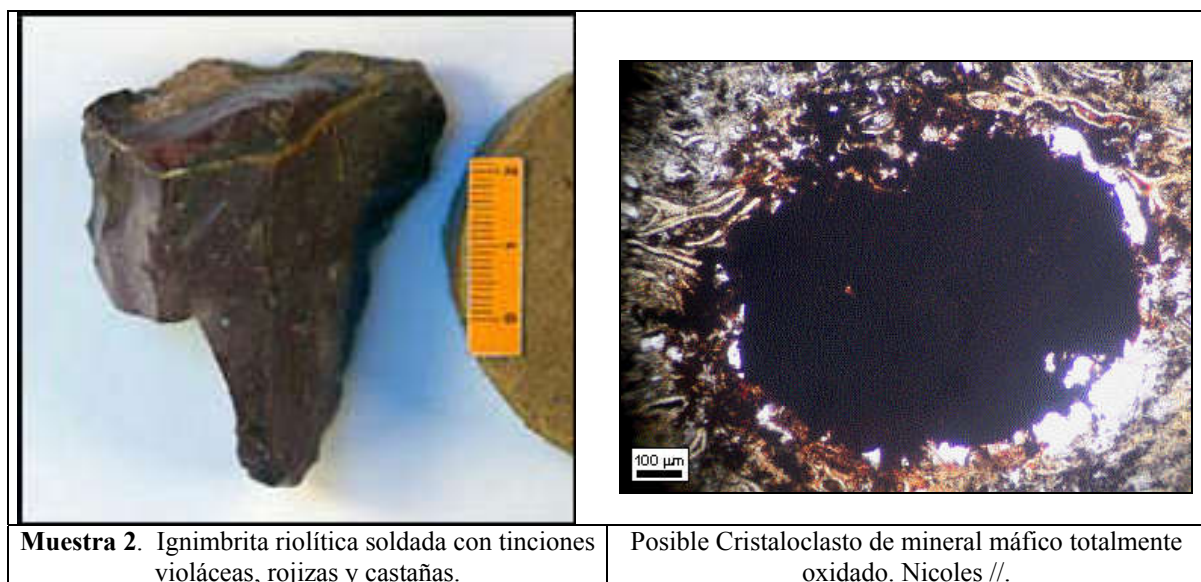 100 µm
Muestra 2. Ignimbrita riolítica soldada con tinciones
violáceas, rojizas y castañas.
Posible Cristaloclasto de mineral máfico totalmente
oxidado. Nicoles //.